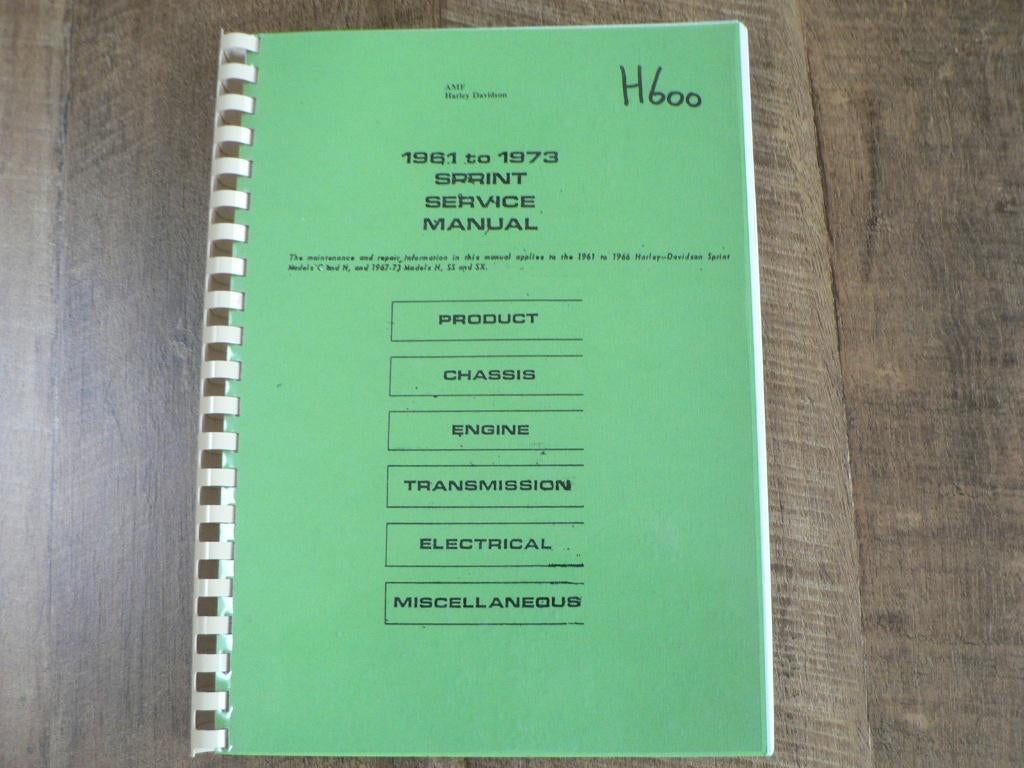 AMF
Harley Davidson
H600
1961 to 1973
SPRINT
SERVICE
MANUAL
The maintenance and repair information in this manual applies to the 1961 to 1966 Harley-Davidson Sprint
Models C and H, and 1967-73 Models H, SS and SX.
PRODUCT
CHASSIS
ENGINE
TRANSMISSION
ELECTRICAL
MISCELLANEOUS